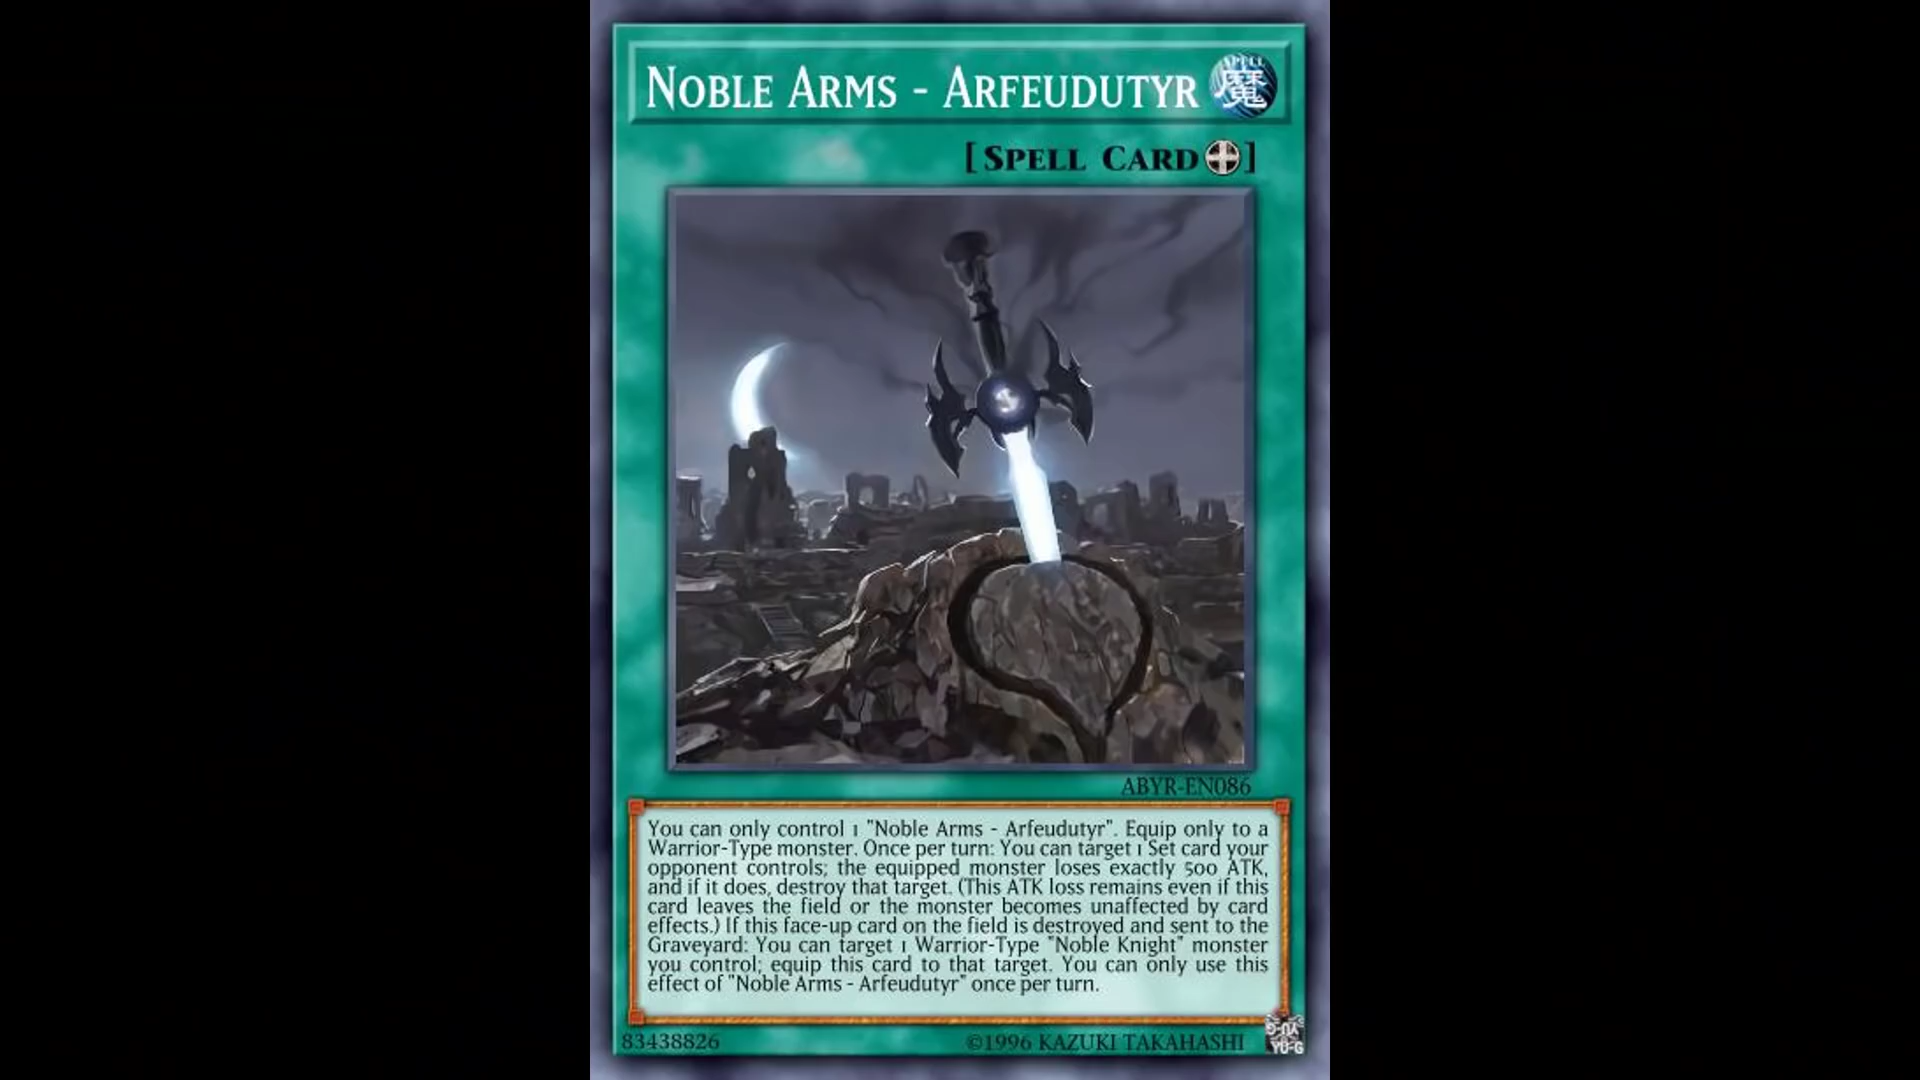 NOBLE ARMS - ARFEUDUTYR
SPELL
魔
[SPELL CARD]
ABYR-EN086
You can only control 1 "Noble Arms - Arfeudutyr". Equip only to a
Warrior-Type monster. Once per turn: You can target 1 Set card your
opponent controls; the equipped monster loses exactly 500 ATK,
and if it does, destroy that target. (This ATK loss remains even if this
card leaves the field or the monster becomes unaffected by card
effects.) If this face-up card on the field is destroyed and sent to the
Graveyard: You can target 1 Warrior-Type "Noble Knight" monster
you control; equip this card to that target. You can only use this
effect of "Noble Arms - Arfeudutyr" once per turn.
83438826
©1996 KAZUKI TAKAHASHI
YU-G
YU-G